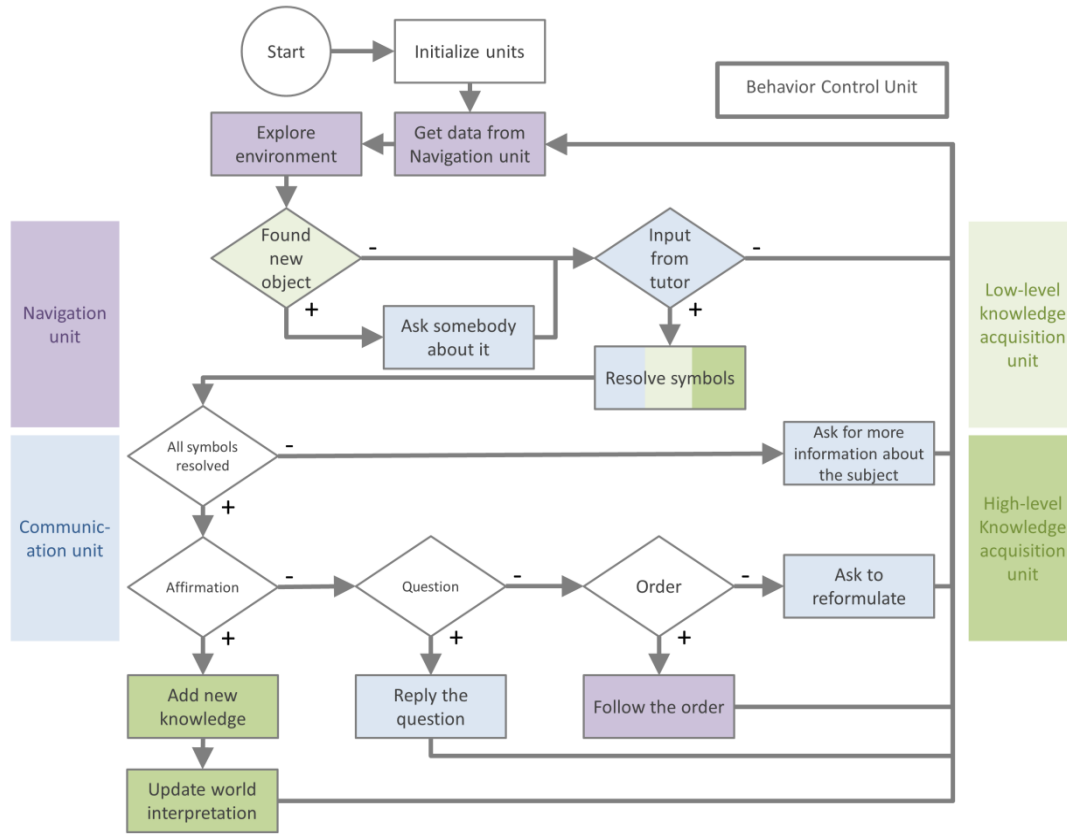 Start
Initialize units
Behavior Control Unit
Explore
environment
Get data from
Navigation unit
Found
new
object
-
+
Input
from
tutor
-
+
Navigation
unit
Ask somebody
about it
Low-level
knowledge
acquisition
unit
Resolve symbols
All symbols
resolved
-
+
Ask for more
information about
the subject
Communic-
ation unit
High-level
Knowledge
acquisition
unit
Affirmation
-
+
Question
-
+
Order
-
+
Ask to
reformulate
Add new
knowledge
Reply the
question
Follow the order
Update world
interpretation